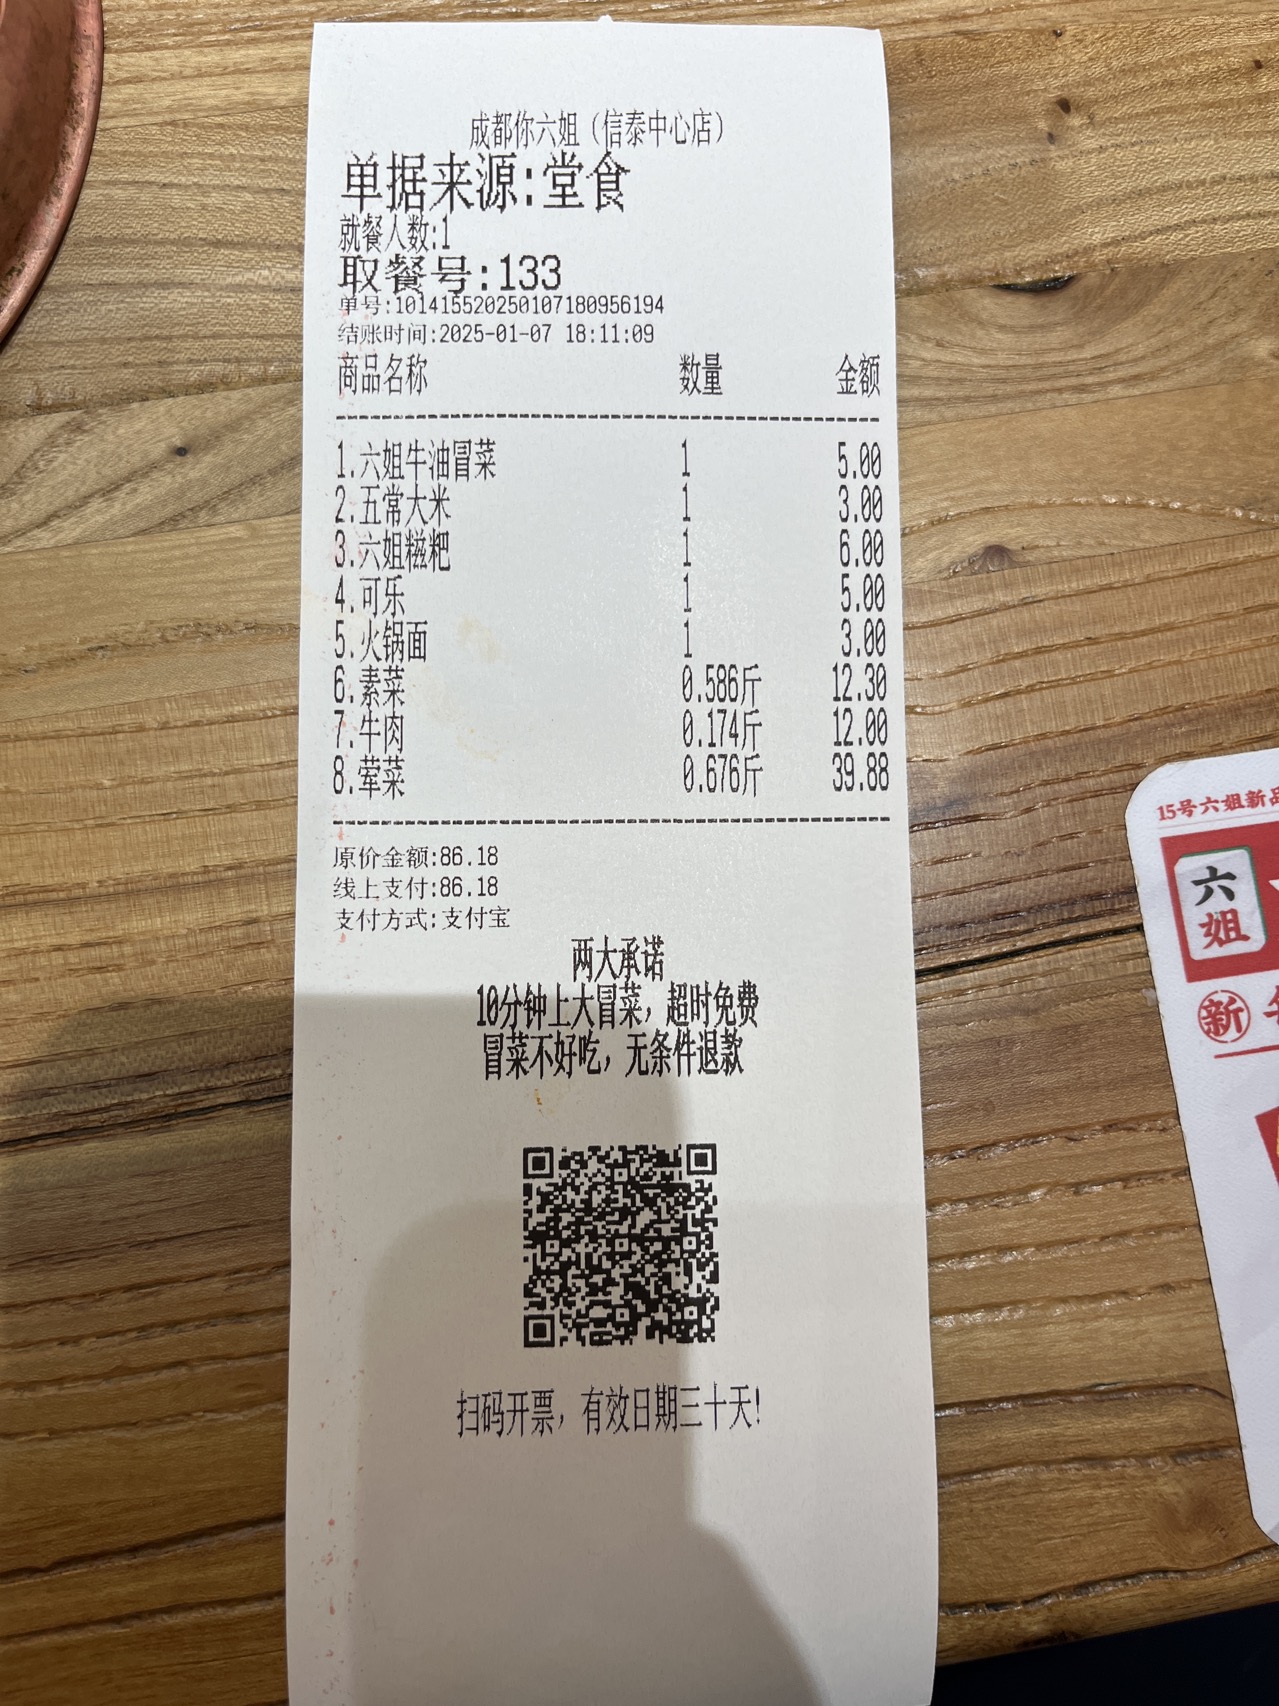 成都你六姐（信泰中心店）
单据来源:堂食
就餐人数:1
取餐号:133
单号:101415520250107180956194
结账时间:2025-01-07 18:11:09
商品名称 数量 金额
1.六姐牛油冒菜 1 5.00
2.五常大米 1 3.00
3.六姐糍粑 1 6.00
4.可乐 1 5.00
5.火锅面 1 3.00
6.素菜 0.586斤 12.30
7.牛肉 0.174斤 12.00
8.荤菜 0.676斤 39.88
原价金额:86.18
线上支付:86.18
支付方式:支付宝
两大承诺
10分钟上大冒菜，超时免费
冒菜不好吃，无条件退款
扫码开票，有效日期三十天!
15号六姐新品
六
姐
新